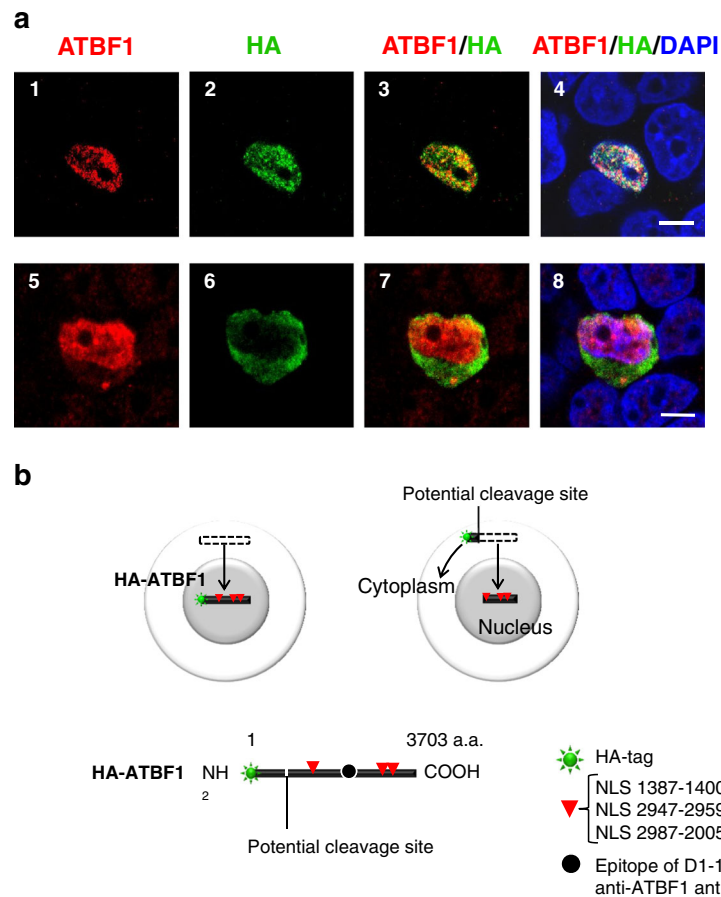 a
ATBF1 HA ATBF1/HA ATBF1/HA/DAPI
1 2 3 4
5 6 7 8
b
Potential cleavage site
HA-ATBF1
Cytoplasm
Nucleus
1 3703 a.a.
HA-ATBF1 NH2 COOH
Potential cleavage site
HA-tag
NLS 1387-1400
NLS 2947-2959
NLS 2987-2005
Epitope of D1-1
anti-ATBF1 ant